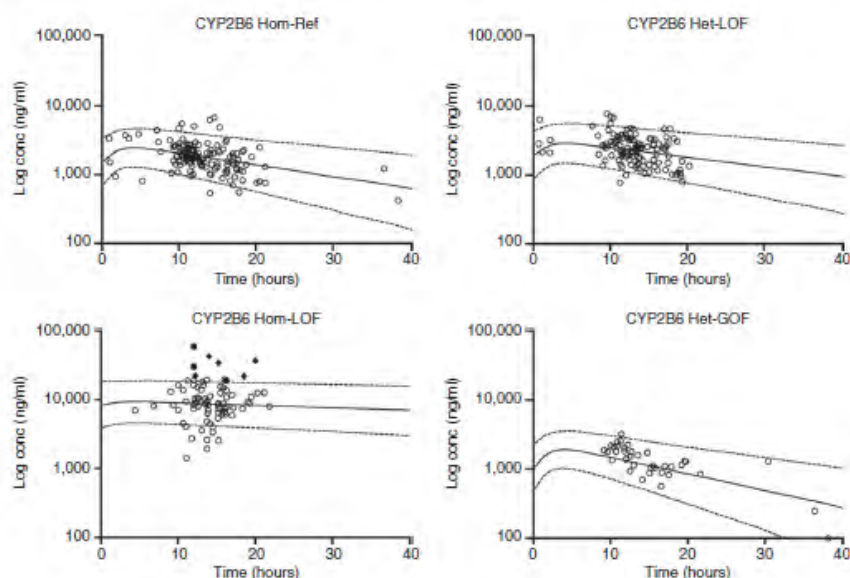 CYP2B6 Hom-Ref
Log conc (ng/ml)
100,000
10,000
1,000
100
0 10 20 30 40
Time (hours)
CYP2B6 Het-LOF
Log conc (ng/ml)
100,000
10,000
1,000
100
0 10 20 30 40
Time (hours)
CYP2B6 Hom-LOF
Log conc (ng/ml)
100,000
10,000
1,000
100
0 10 20 30 40
Time (hours)
CYP2B6 Het-GOF
Log conc (ng/ml)
100,000
10,000
1,000
100
0 10 20 30 40
Time (hours)